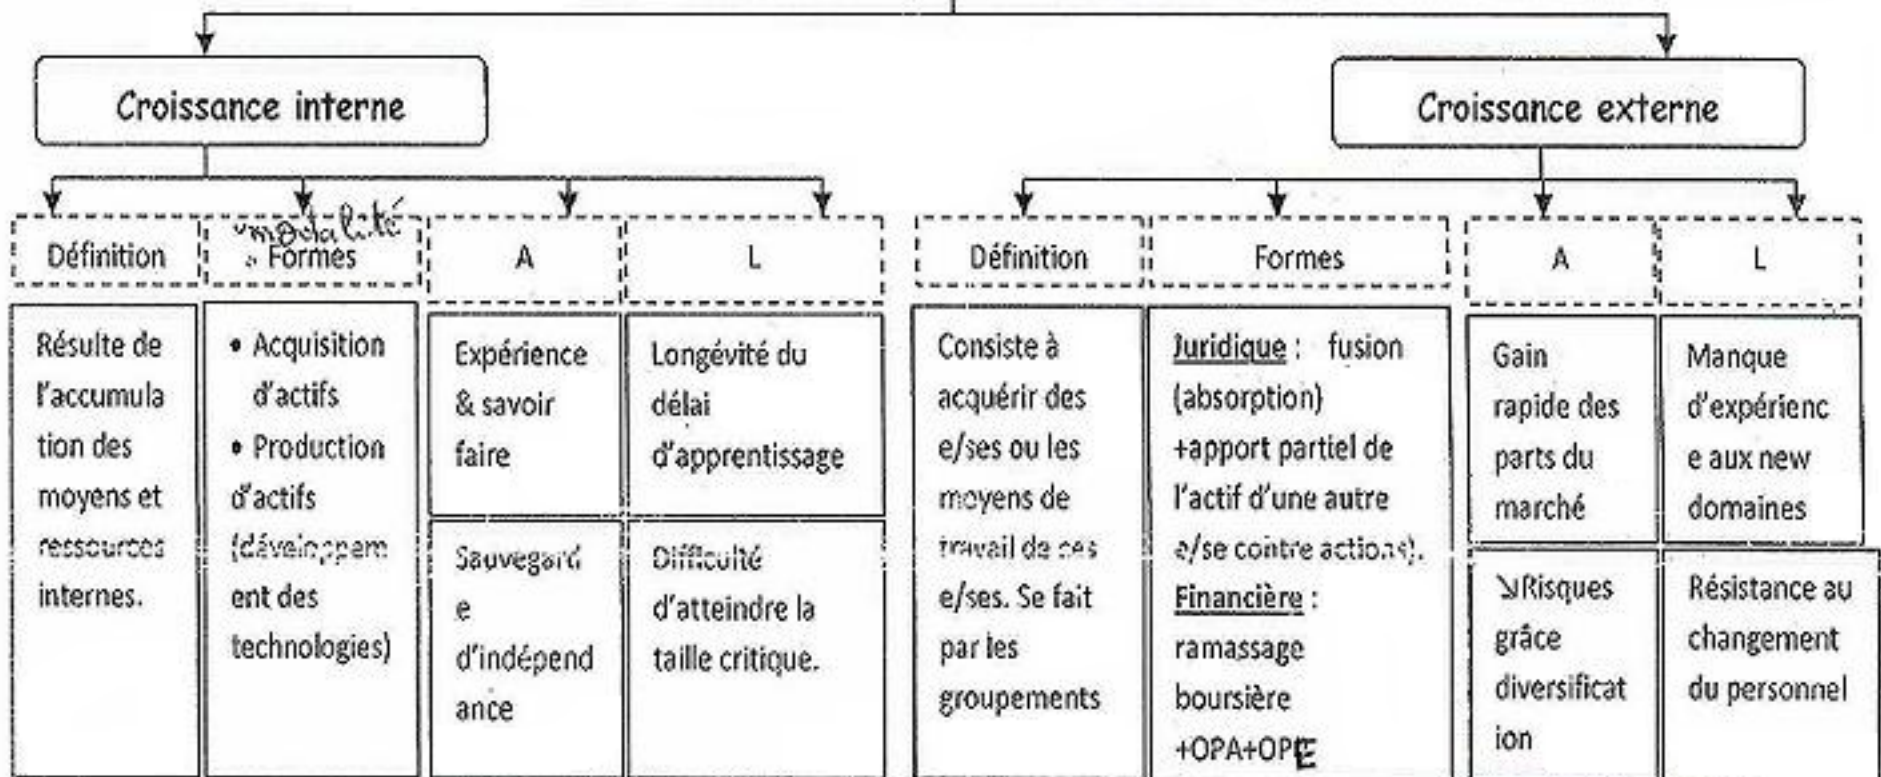 Croissance interne
Croissance externe
Définition
modalité
Formes
A
L
Définition
Formes
A
L
Résulte de
l'accumula
tion des
moyens et
ressources
internes.
• Acquisition
d'actifs
• Production
d'actifs
(développem
ent des
technologies)
Expérience
& savoir
faire
Sauvegard
e
d'indépend
ance
Longévité du
délai
d'apprentissage
Difficulté
d'atteindre la
taille critique.
Consiste à
acquérir des
e/ses ou les
moyens de
travail de ces
e/ses. Se fait
par les
groupements
Juridique : fusion
(absorption)
+apport partiel de
l'actif d'une autre
e/se contre actions).
Financière :
ramassage
boursière
+OPA+OPE
Gain
rapide des
parts du
marché
↘Risques
grâce
diversificat
ion
Manque
d'expérienc
e aux new
domaines
Résistance au
changement
du personnel